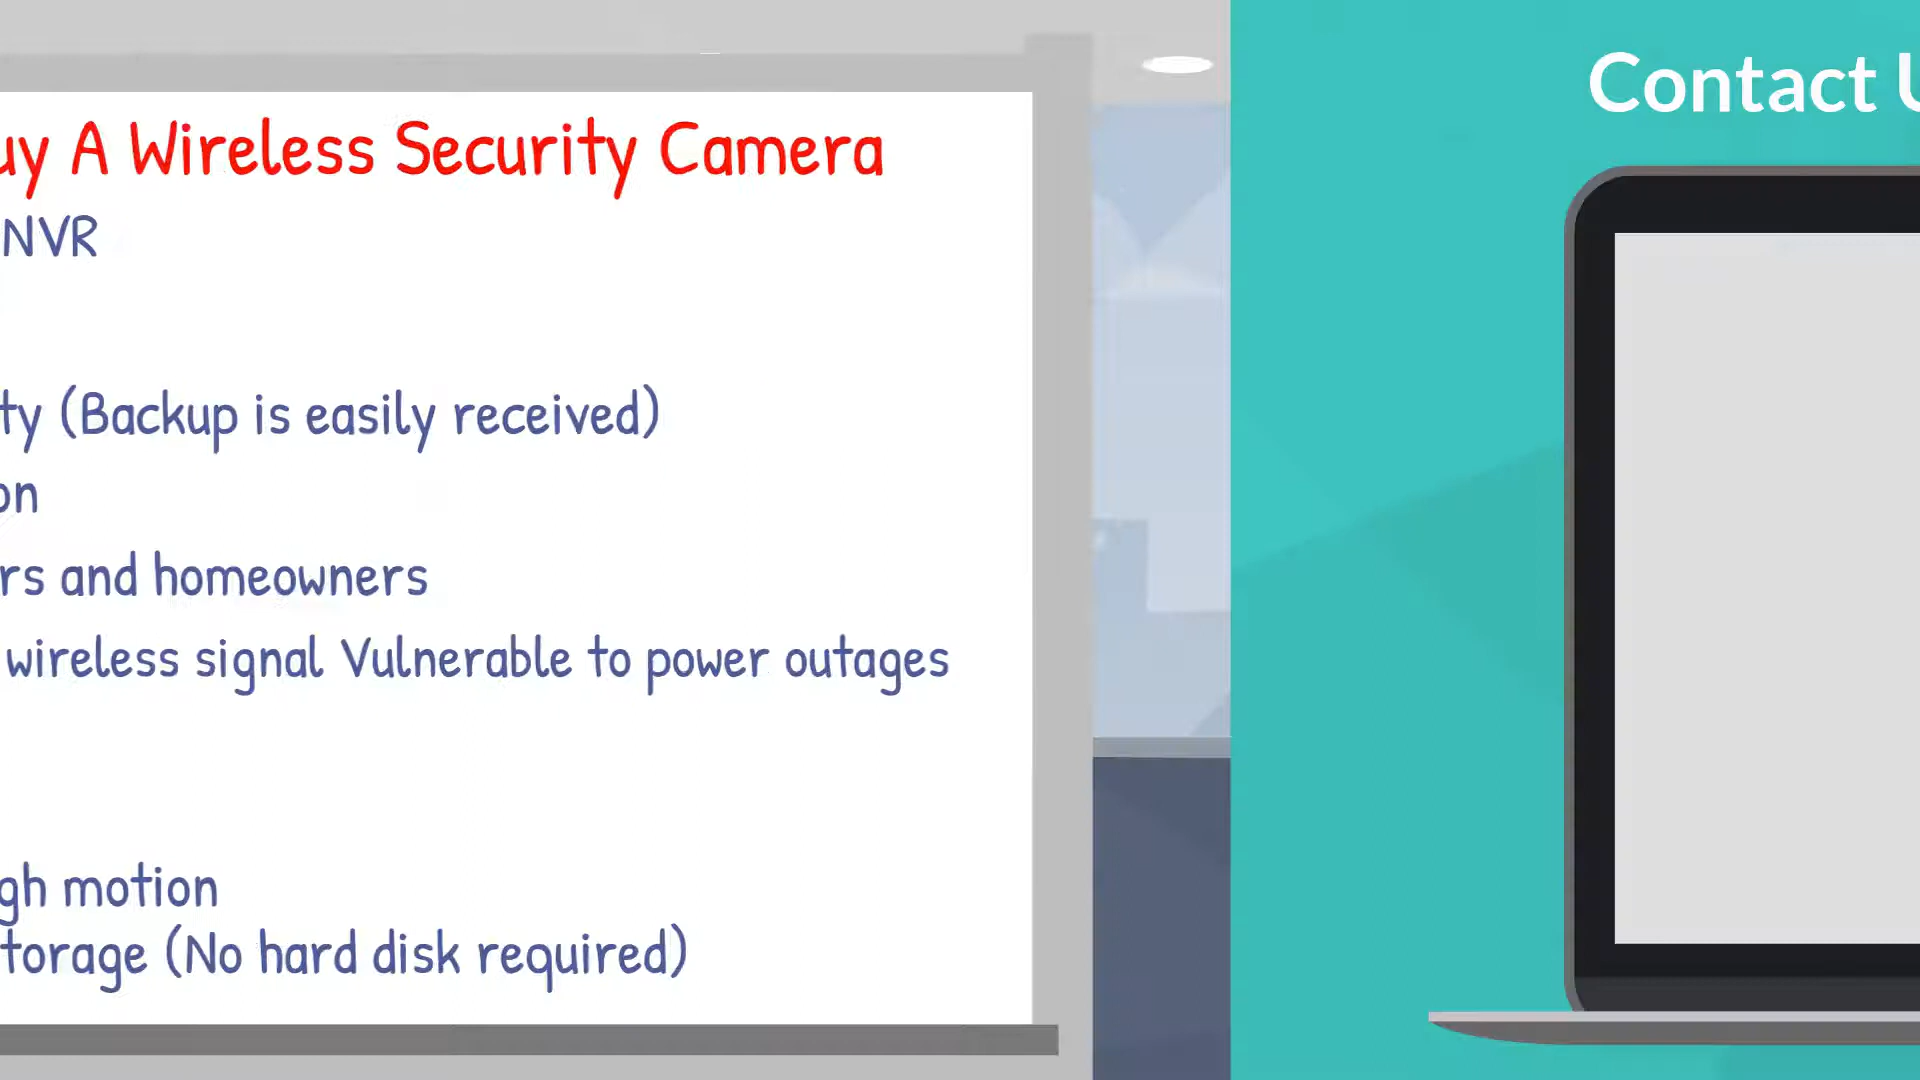 uy A Wireless Security Camera
NVR
ty (Backup is easily received)
on
rs and homeowners
wireless signal Vulnerable to power outages
gh motion
torage (No hard disk required)
Contact U